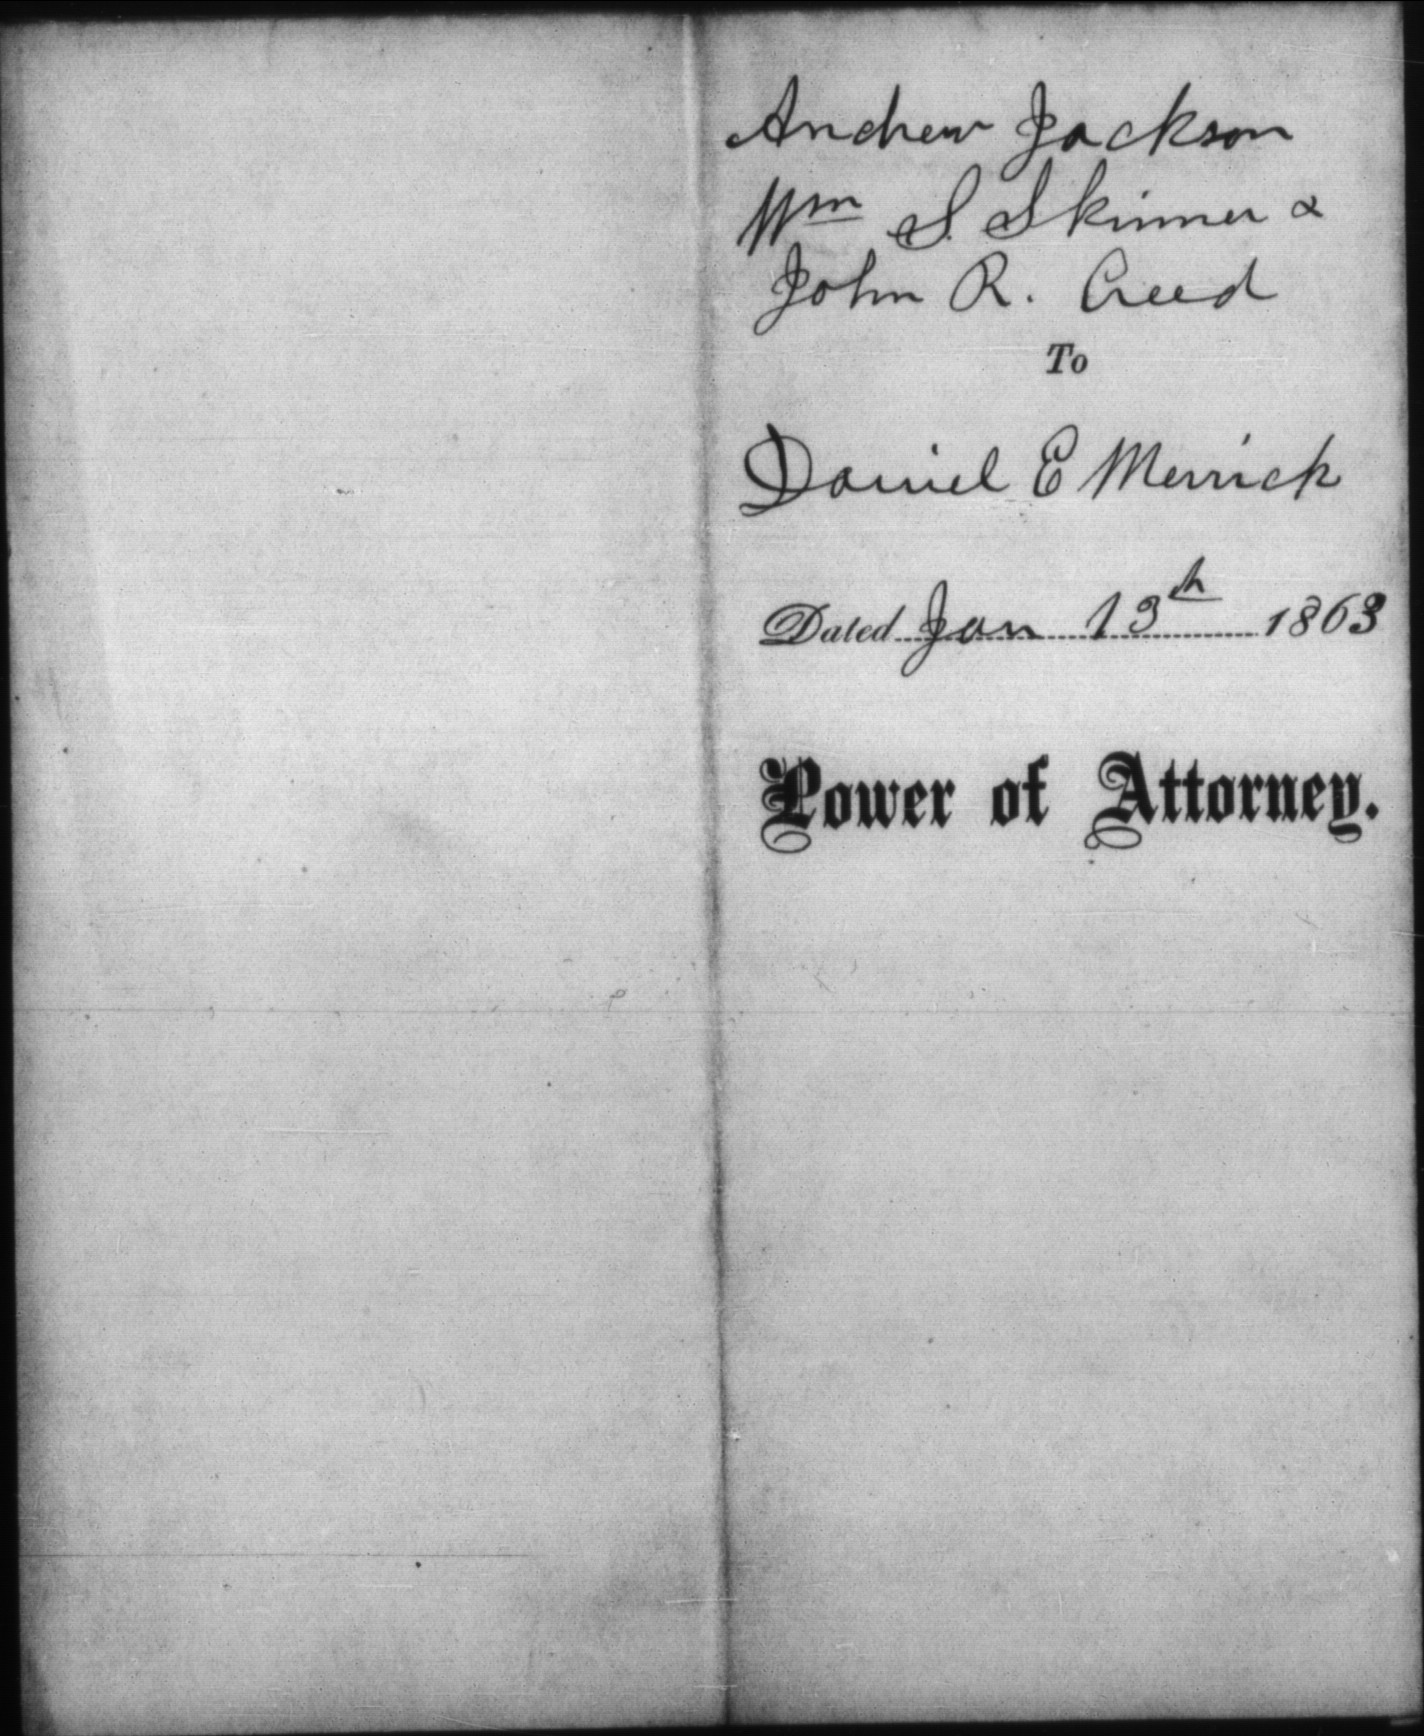 Andrew Jackson
Wm S. Skinner &
John R. Creed
To
Daniel E Merrick
Dated Jan 13th 1863
Power of Attorney.